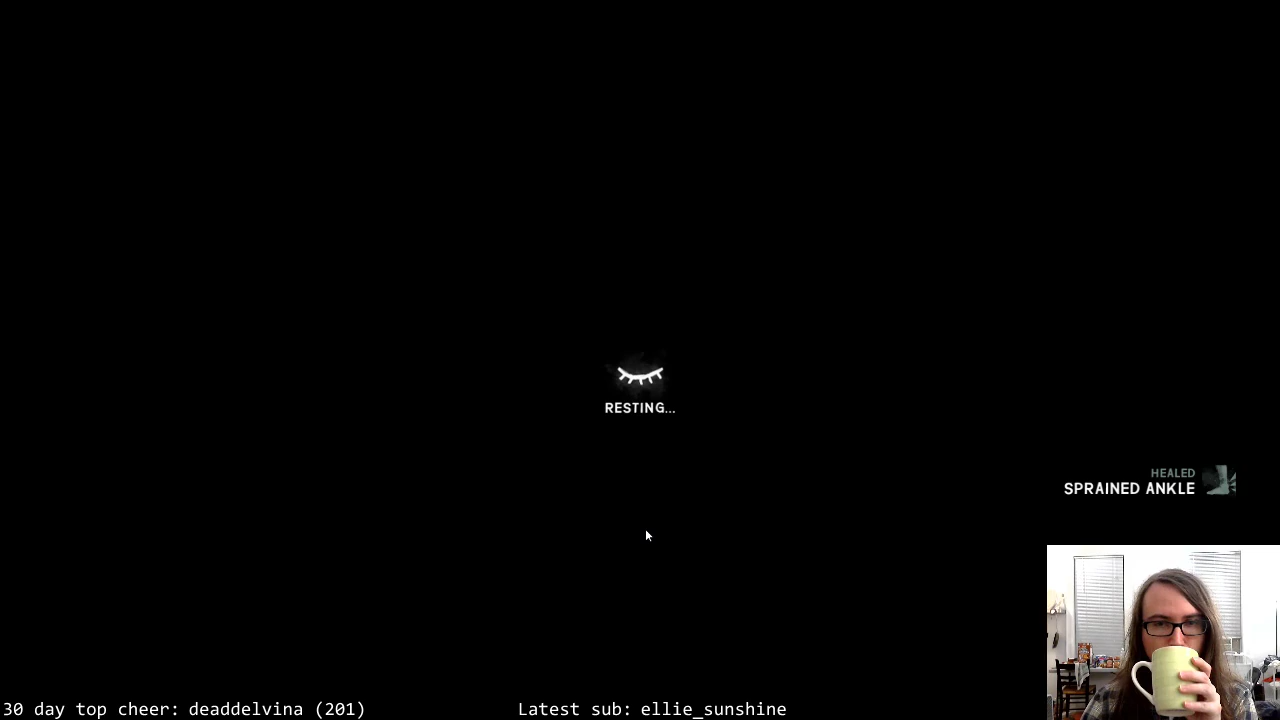 RESTING...
HEALED
SPRAINED ANKLE
30 day top cheer: deaddelvina (201)
Latest sub: ellie_sunshine